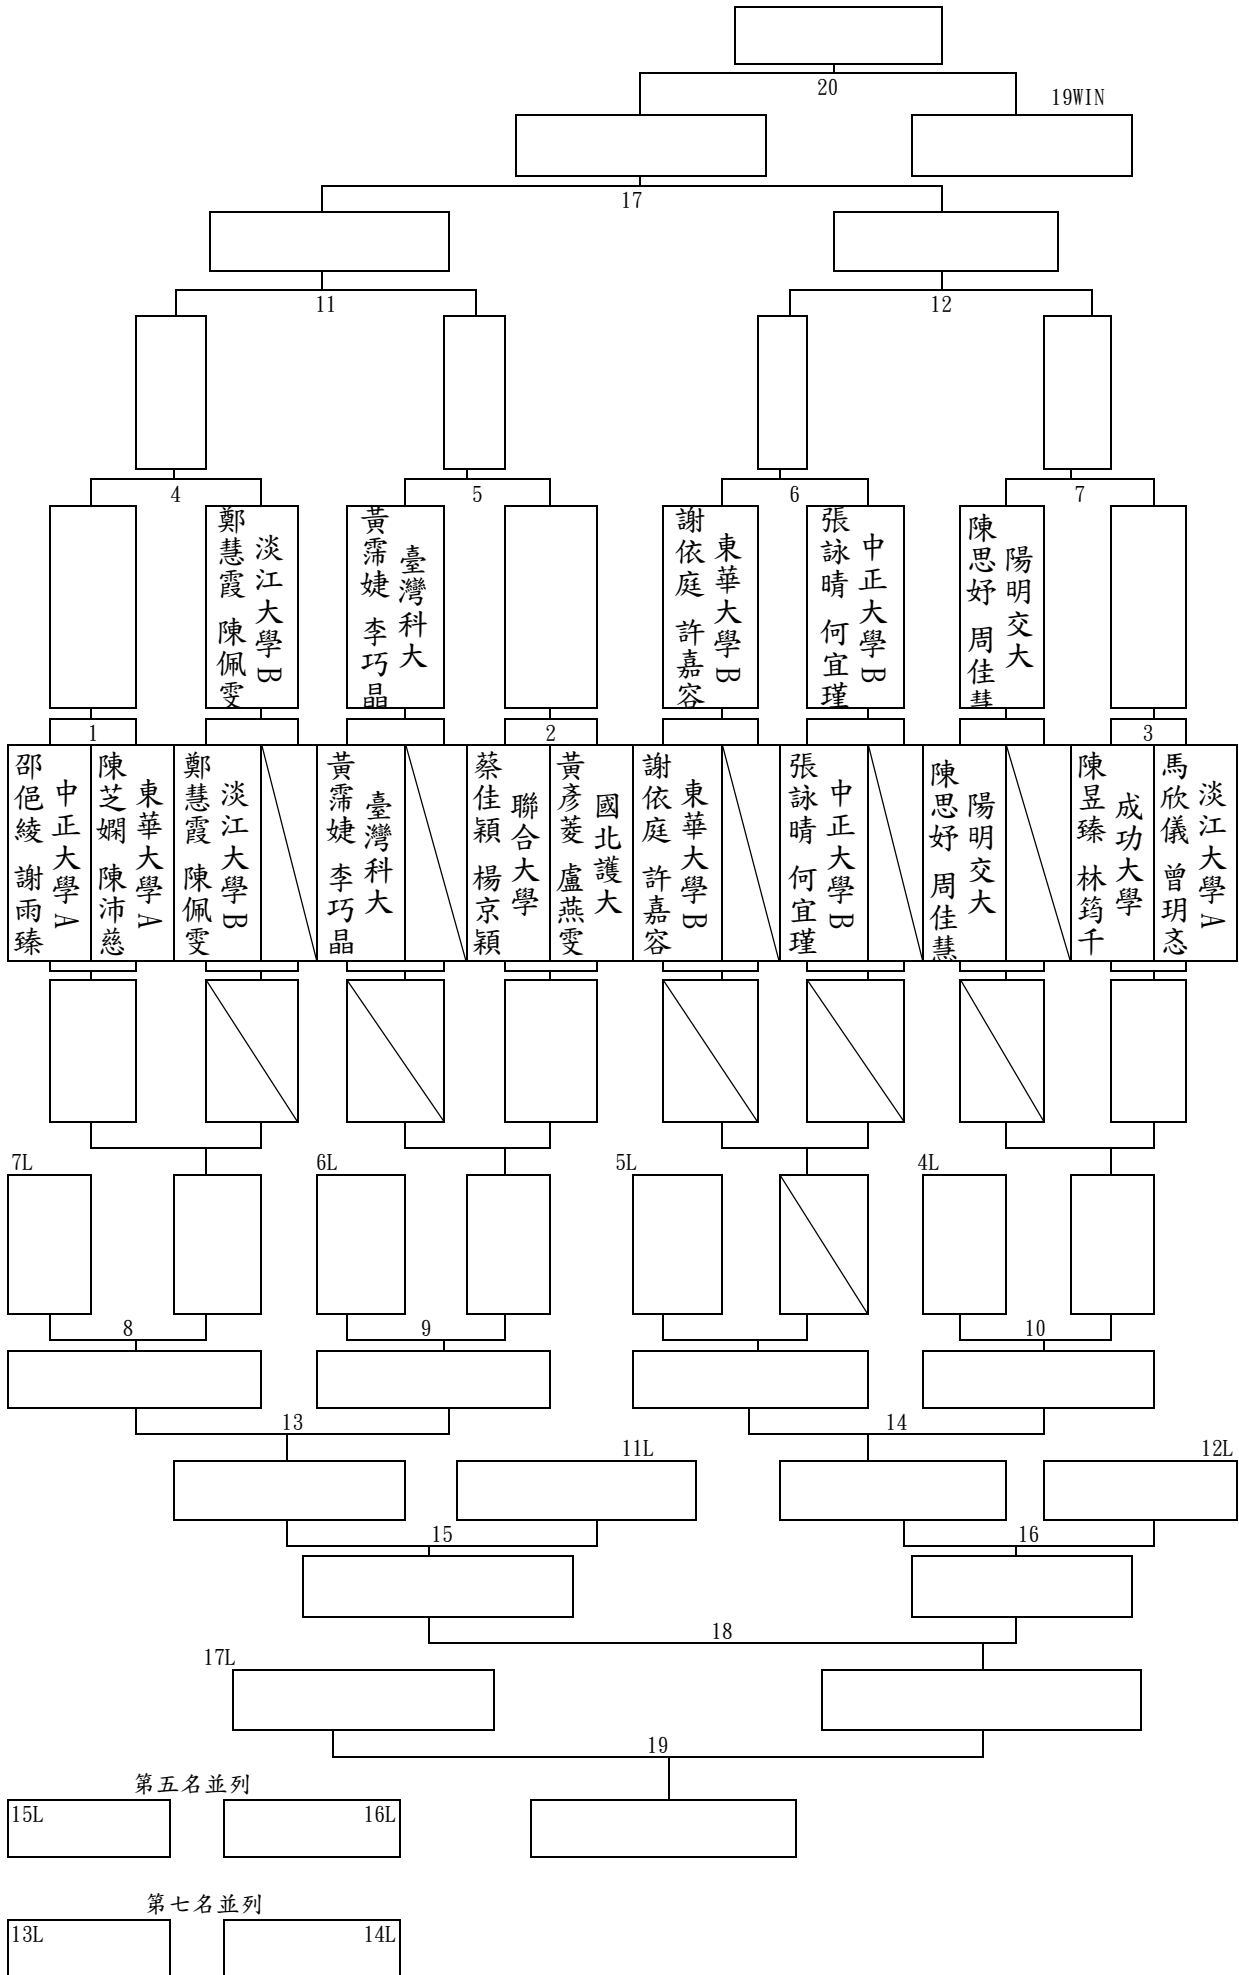 20
19WIN
17
11
12
4
5
6
7
鄭慧霞 陳佩雯
淡江大學B
黃霈婕 李巧晶
臺灣科大
謝依庭 許嘉容
東華大學B
張詠晴 何宜瑾
中正大學B
陳思妤 周佳慧
陽明交大
1
2
3
邵俋綾 謝雨臻
中正大學A
陳芝嫻 陳沛慈
東華大學A
鄭慧霞 陳佩雯
淡江大學B
黃霈婕 李巧晶
臺灣科大
蔡佳穎 楊京穎
聯合大學
黃彥菱 盧燕雯
國北護大
謝依庭 許嘉容
東華大學B
張詠晴 何宜瑾
中正大學B
陳思妤 周佳慧
陽明交大
陳昱臻 林筠千
成功大學
馬欣儀 曾玥忞
淡江大學A
7L
6L
5L
4L
8
9
10
13
14
11L
12L
15
16
18
17L
19
第五名並列
15L
16L
第七名並列
13L
14L